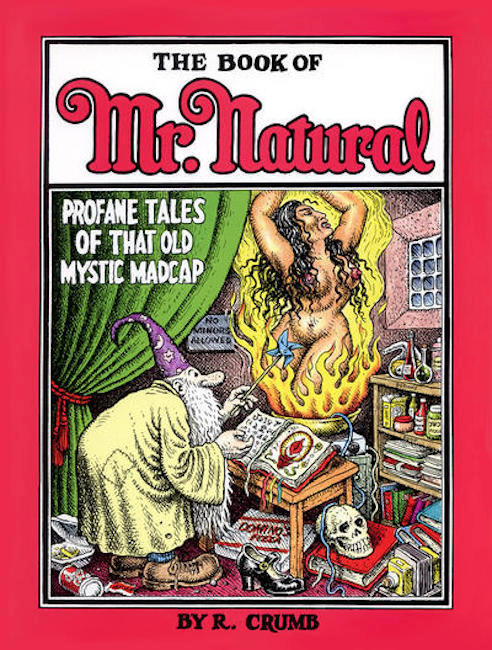 THE BOOK OF
Mr. Natural
PROFANE TALES
OF THAT OLD
MYSTIC MADCAP
NO
MINORS
ALLOWED
DOMINO'S
PIZZA
BY R. CRUMB